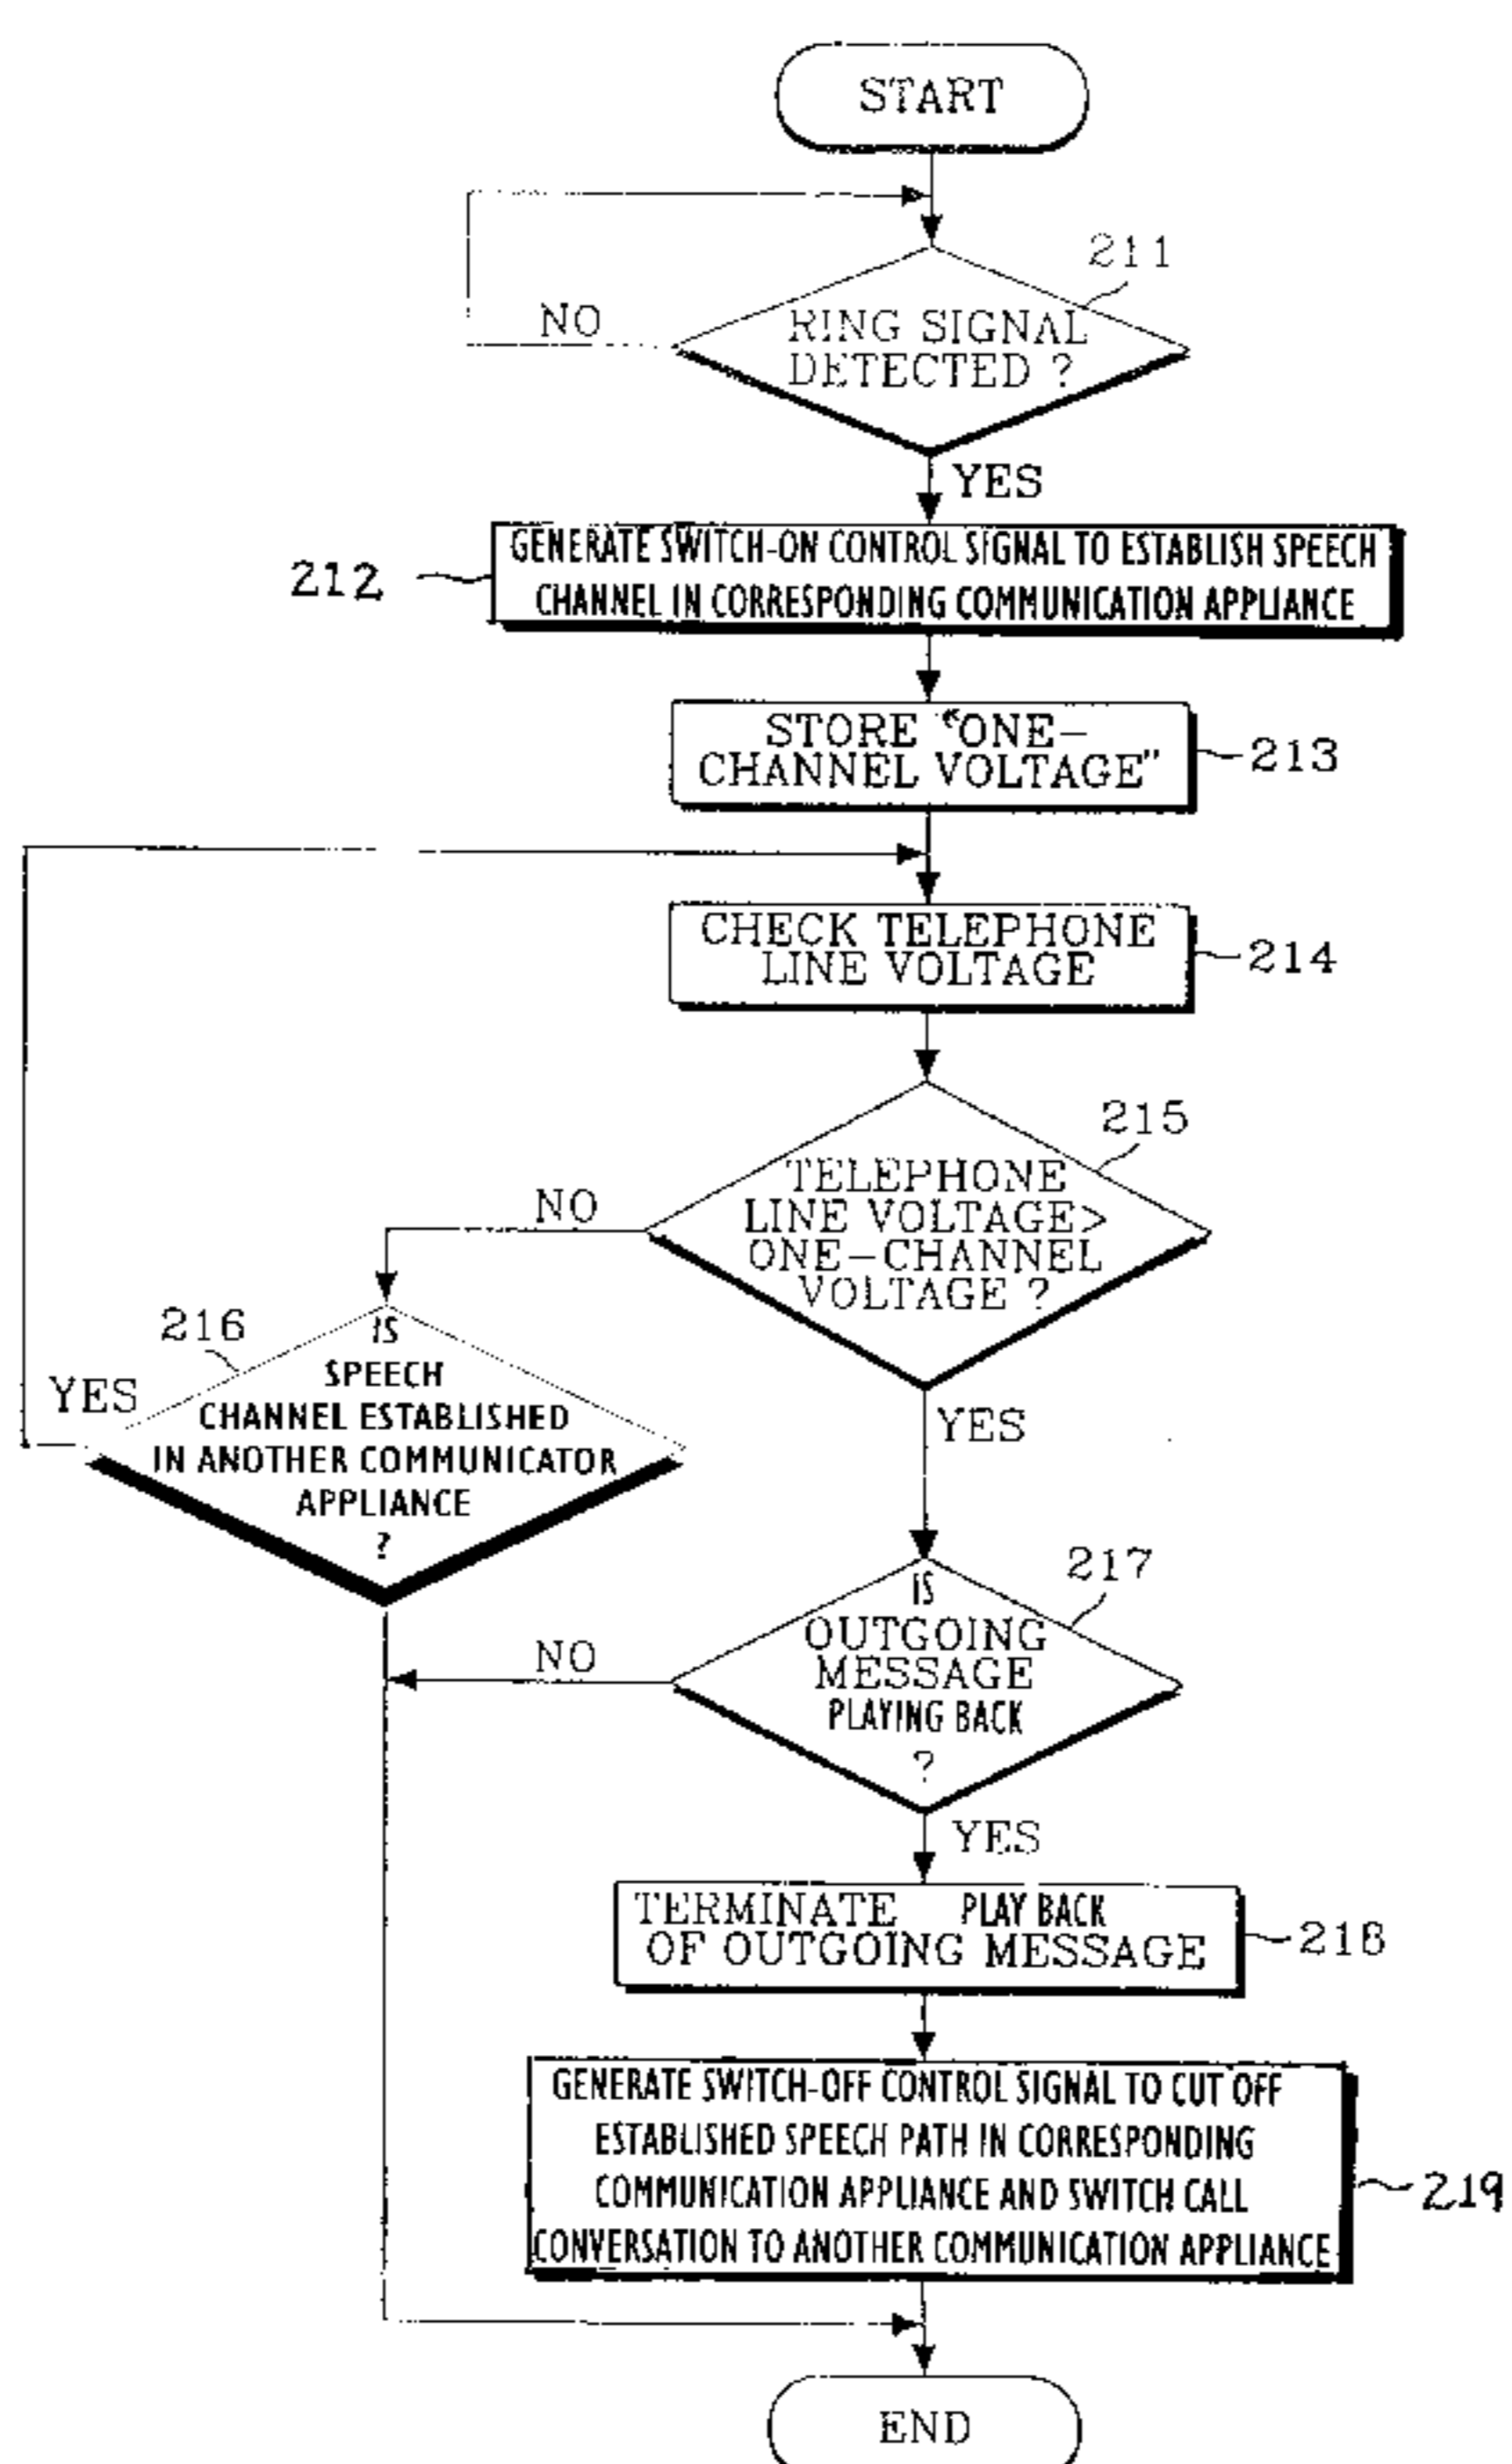 START
211
NO
RING SIGNAL
DETECTED ?
YES
212
GENERATE SWITCH-ON CONTROL SIGNAL TO ESTABLISH SPEECH
CHANNEL IN CORRESPONDING COMMUNICATION APPLIANCE
STORE “ONE-
CHANNEL VOLTAGE”
213
CHECK TELEPHONE
LINE VOLTAGE
214
215
NO
TELEPHONE
LINE VOLTAGE>
ONE-CHANNEL
VOLTAGE ?
216
YES
IS
SPEECH
CHANNEL ESTABLISHED
IN ANOTHER COMMUNICATOR
APPLIANCE
?
YES
217
NO
IS
OUTGOING
MESSAGE
PLAYING BACK
?
YES
TERMINATE PLAY BACK
OF OUTGOING MESSAGE
218
GENERATE SWITCH-OFF CONTROL SIGNAL TO CUT OFF
ESTABLISHED SPEECH PATH IN CORRESPONDING
COMMUNICATION APPLIANCE AND SWITCH CALL
CONVERSATION TO ANOTHER COMMUNICATION APPLIANCE
219
END